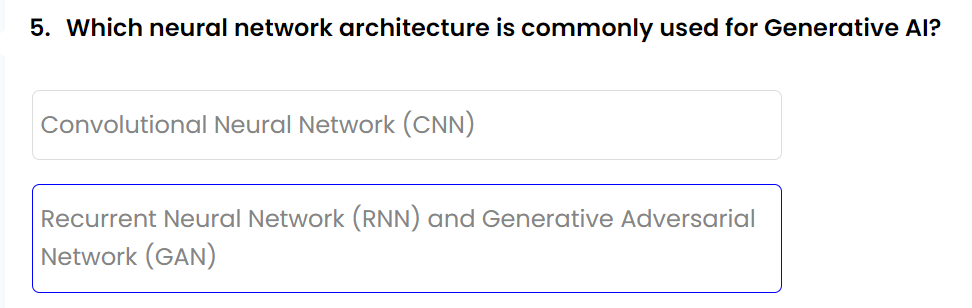 5. Which neural network architecture is commonly used for Generative AI?
Convolutional Neural Network (CNN)
Recurrent Neural Network (RNN) and Generative Adversarial
Network (GAN)